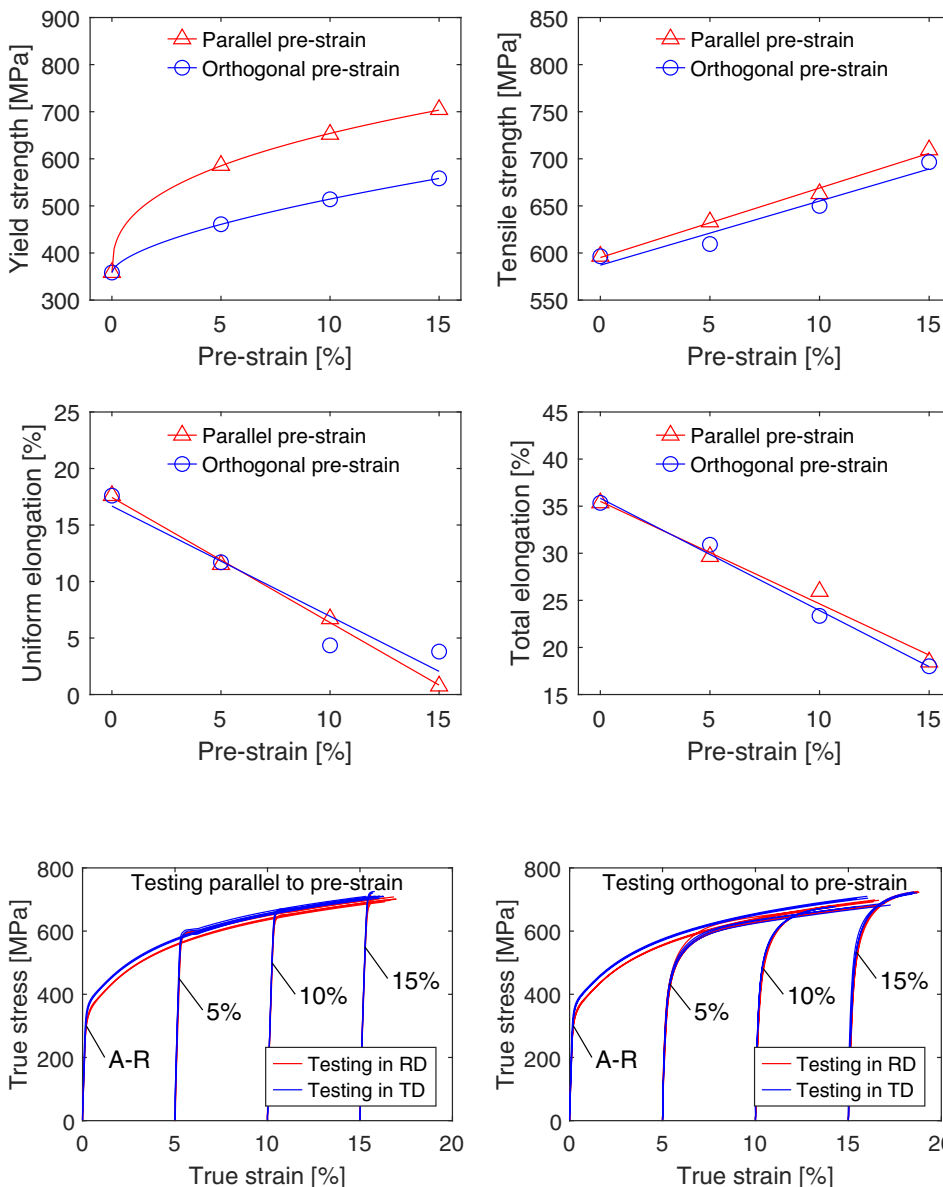 900
800
700
600
500
400
300
Yield strength [MPa]
Parallel pre-strain
Orthogonal pre-strain
0 5 10 15
Pre-strain [%]
850
800
750
700
650
600
550
Tensile strength [MPa]
Parallel pre-strain
Orthogonal pre-strain
0 5 10 15
Pre-strain [%]
25
20
15
10
5
0
Uniform elongation [%]
Parallel pre-strain
Orthogonal pre-strain
0 5 10 15
Pre-strain [%]
45
40
35
30
25
20
15
Total elongation [%]
Parallel pre-strain
Orthogonal pre-strain
0 5 10 15
Pre-strain [%]
800
600
400
200
0
True stress [MPa]
Testing parallel to pre-strain
15%
10%
5%
A-R
Testing in RD
Testing in TD
0 5 10 15 20
True strain [%]
800
600
400
200
0
True stress [MPa]
Testing orthogonal to pre-strain
15%
10%
5%
A-R
Testing in RD
Testing in TD
0 5 10 15
True strain [%]